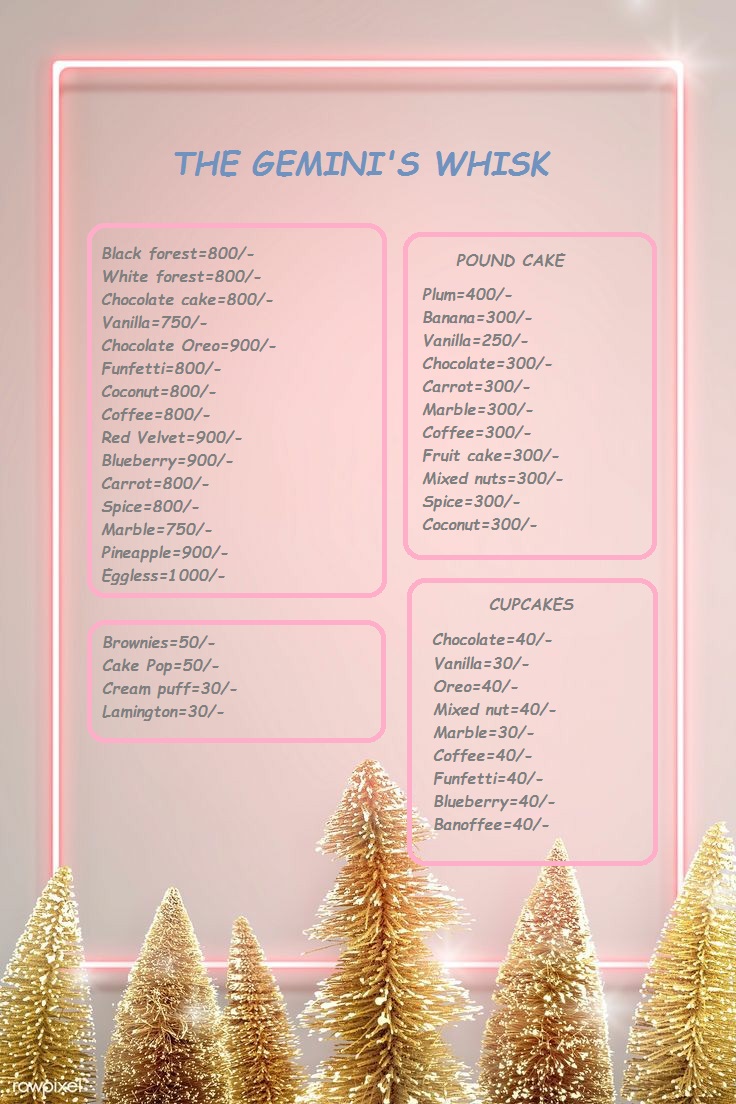 THE GEMINI'S WHISK
Black forest=800/-
White forest=800/-
Chocolate cake=800/-
Vanilla=750/-
Chocolate Oreo=900/-
Funfetti=800/-
Coconut=800/-
Coffee=800/-
Red Velvet=900/-
Blueberry=900/-
Carrot=800/-
Spice=800/-
Marble=750/-
Pineapple=900/-
Eggless=1000/-
Brownies=50/-
Cake Pop=50/-
Cream puff=30/-
Lamington=30/-
POUND CAKE
Plum=400/-
Banana=300/-
Vanilla=250/-
Chocolate=300/-
Carrot=300/-
Marble=300/-
Coffee=300/-
Fruit cake=300/-
Mixed nuts=300/-
Spice=300/-
Coconut=300/-
CUPCAKES
Chocolate=40/-
Vanilla=30/-
Oreo=40/-
Mixed nut=40/-
Marble=30/-
Coffee=40/-
Funfetti=40/-
Blueberry=40/-
Banoffee=40/-
rawpixel